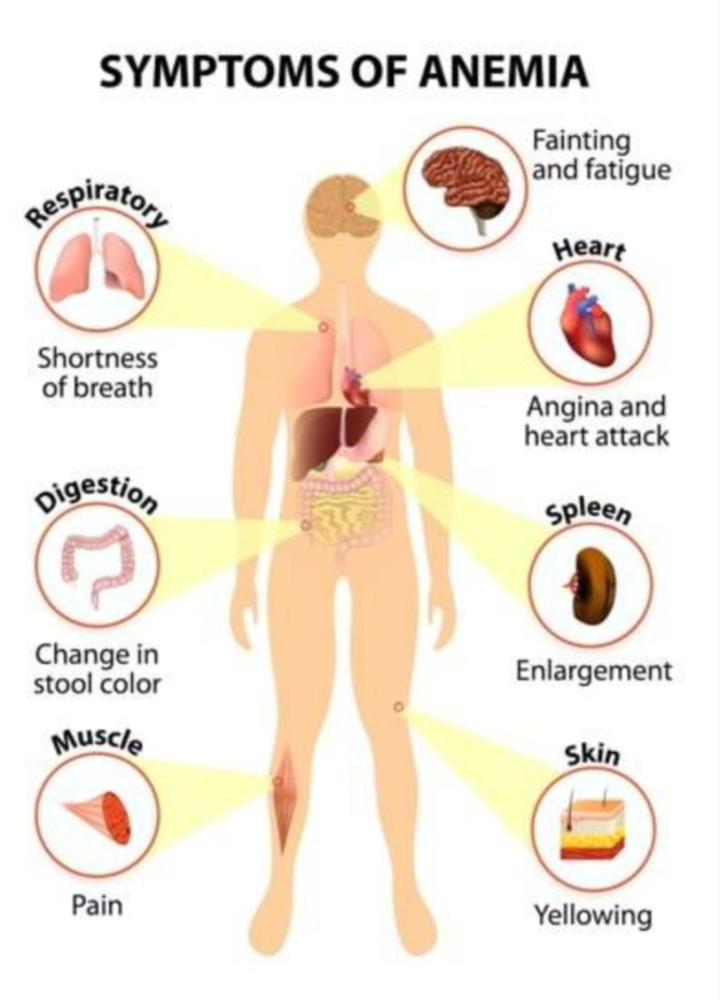 SYMPTOMS OF ANEMIA
Fainting
and fatigue
Respiratory
Shortness
of breath
Heart
Angina and
heart attack
Digestion
Change in
stool color
Spleen
Enlargement
Muscle
Pain
Skin
Yellowing